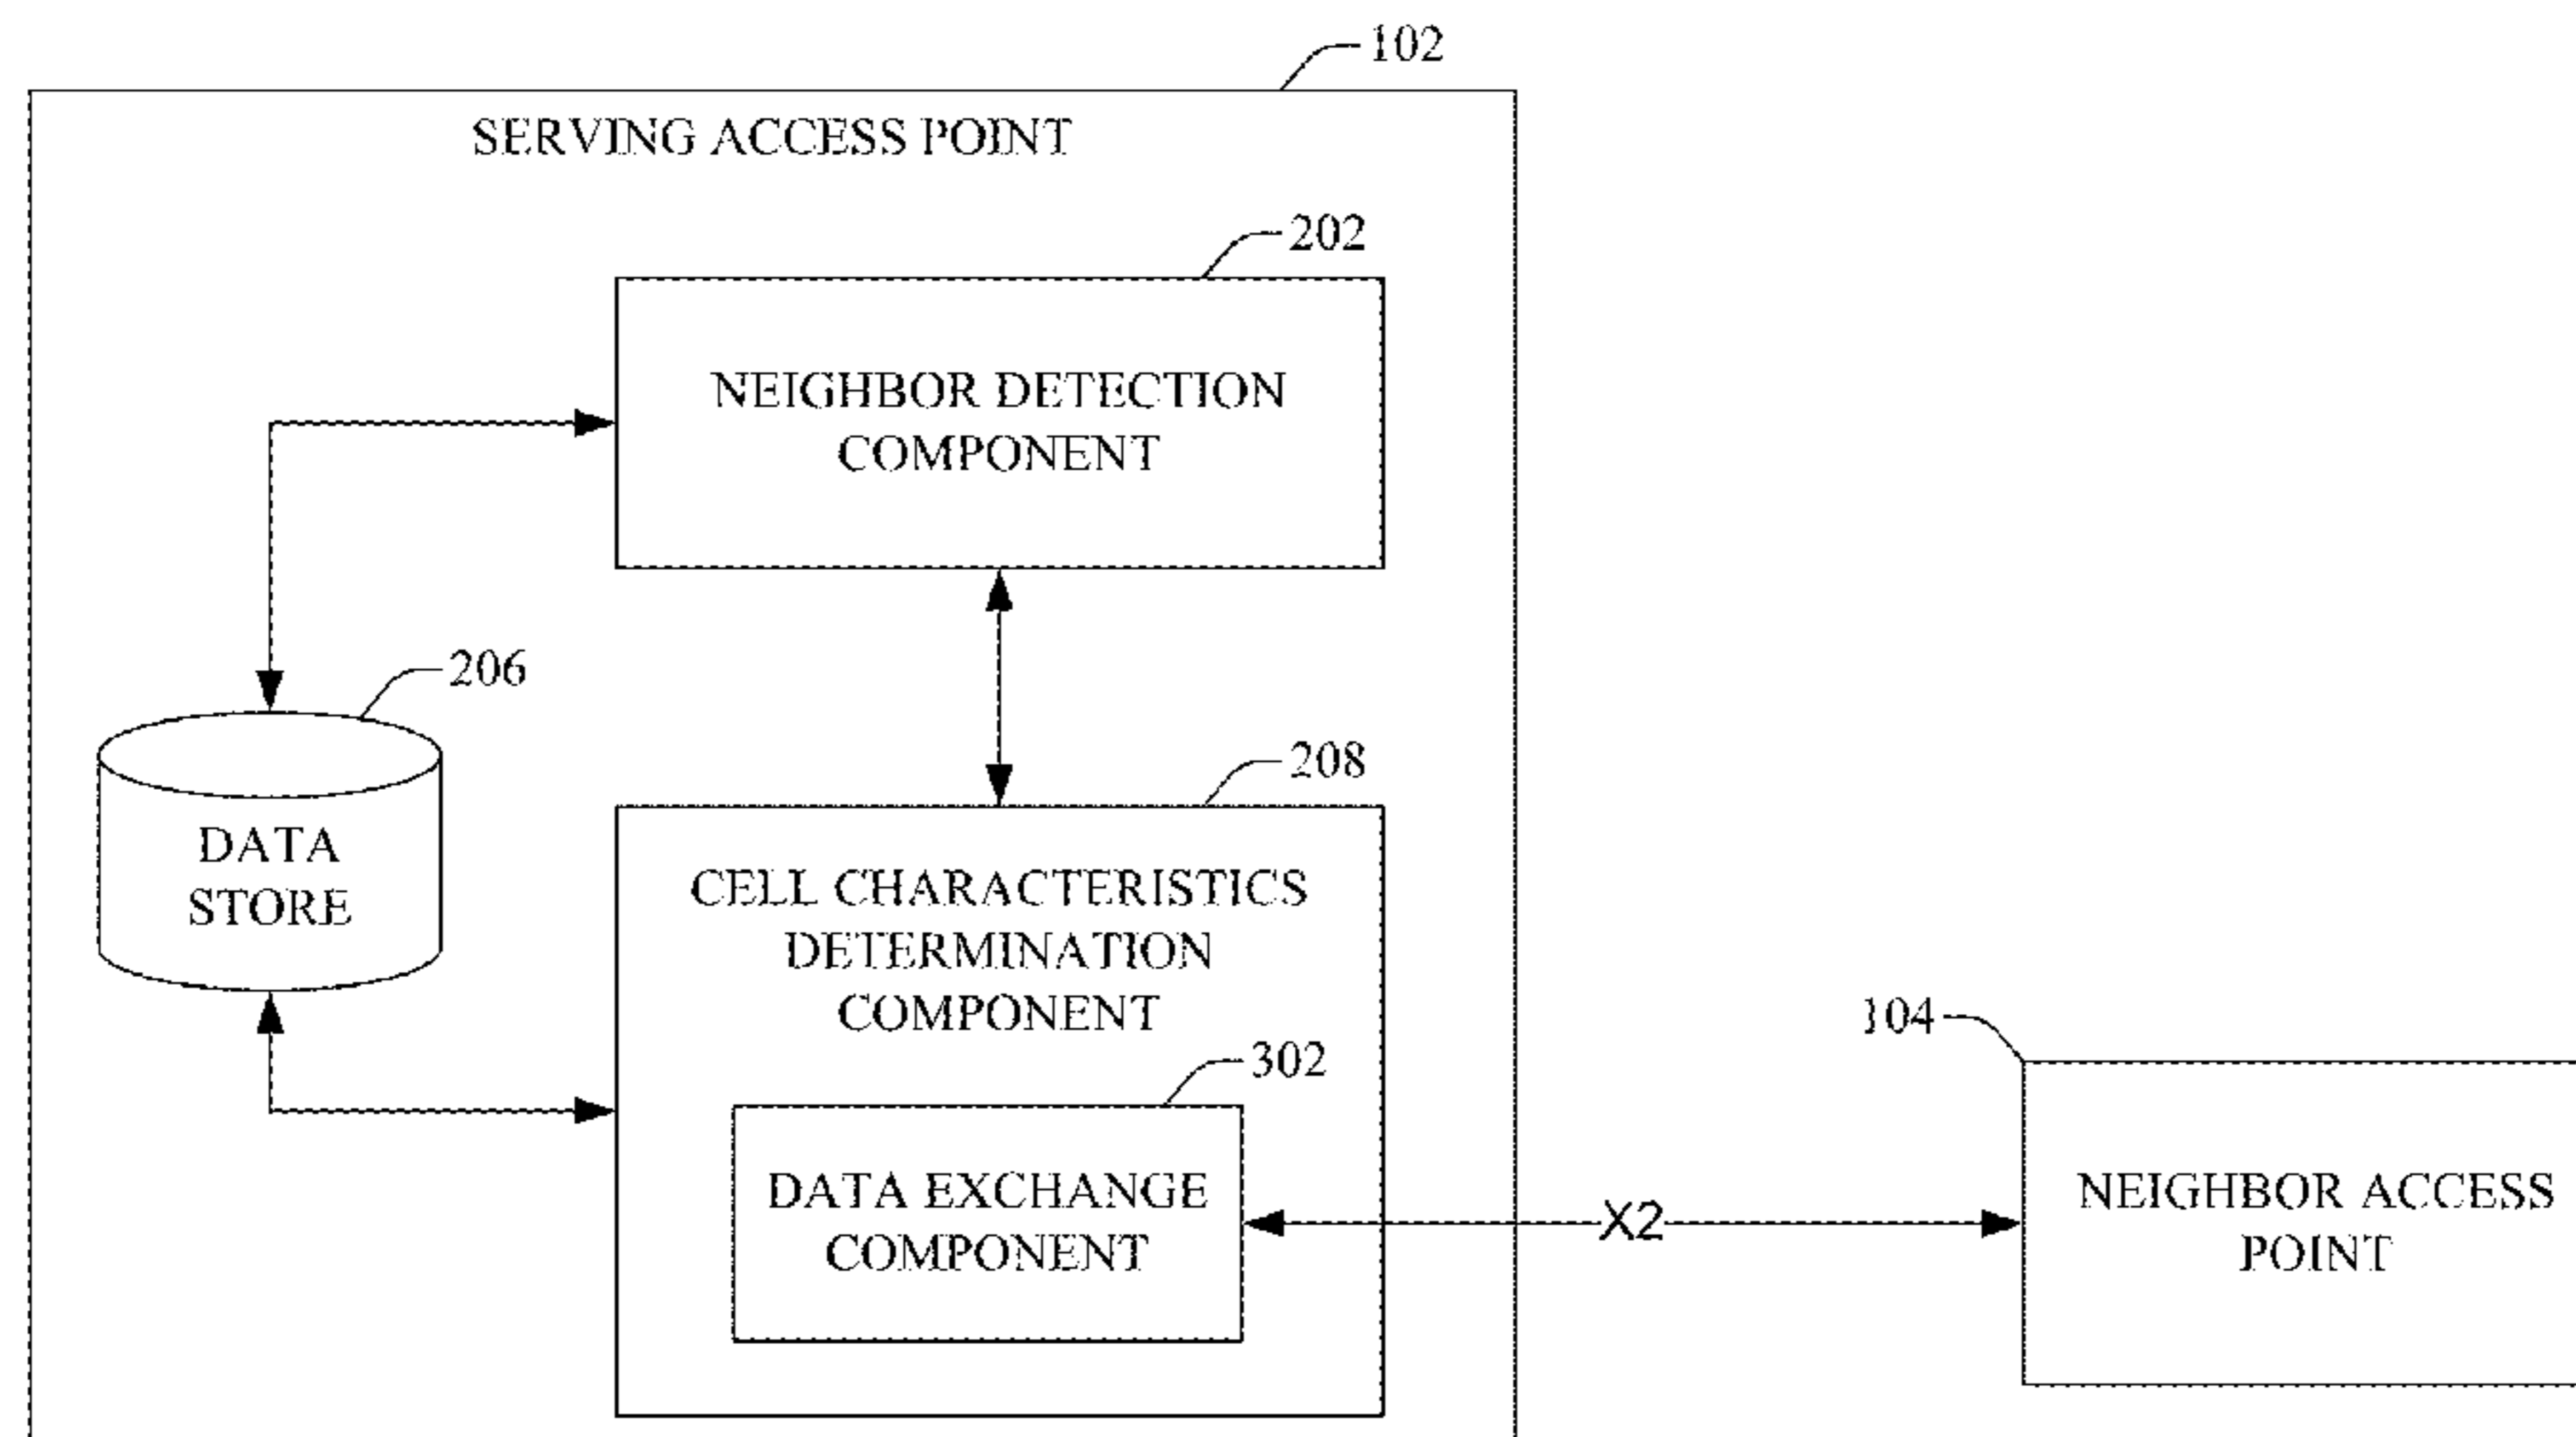 102
SERVING ACCESS POINT
202
NEIGHBOR DETECTION
COMPONENT
206
DATA
STORE
208
CELL CHARACTERISTICS
DETERMINATION
COMPONENT
302
DATA EXCHANGE
COMPONENT
X2
104
NEIGHBOR ACCESS
POINT